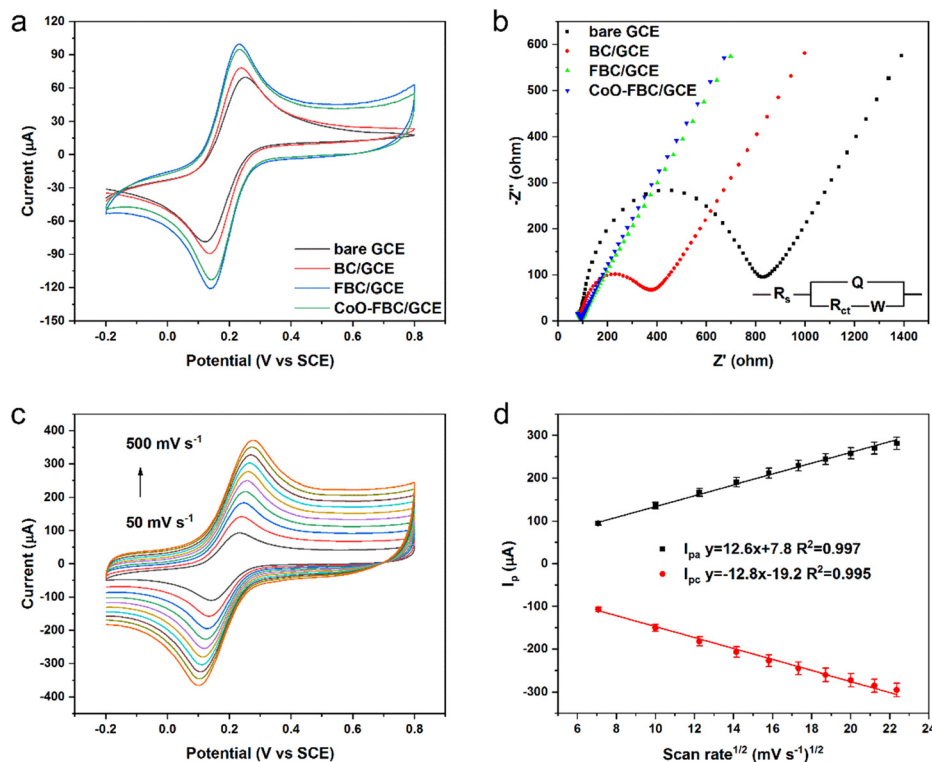 a
120
90
60
30
0
-30
-60
-90
-120
-150
Current (µA)
bare GCE
BC/GCE
FBC/GCE
CoO-FBC/GCE
-0.2 0.0 0.2 0.4 0.6 0.8
Potential (V vs SCE)
b
600
500
400
300
200
100
0
-Z'' (ohm)
bare GCE
BC/GCE
FBC/GCE
CoO-FBC/GCE
Rs
Q
Rct
W
0 200 400 600 800 1000 1200 1400
Z' (ohm)
c
500
400
300
200
100
0
-100
-200
-300
-400
Current (µA)
500 mV s-1
50 mV s-1
-0.2 0.0 0.2 0.4 0.6 0.8
Potential (V vs SCE)
d
300
200
100
0
-100
-200
-300
Ip (µA)
Ipa y=12.6x+7.8 R2=0.997
Ipc y=-12.8x-19.2 R2=0.995
6 8 10 12 14 16 18 20 22 24
Scan rate1/2 (mV s-1)1/2